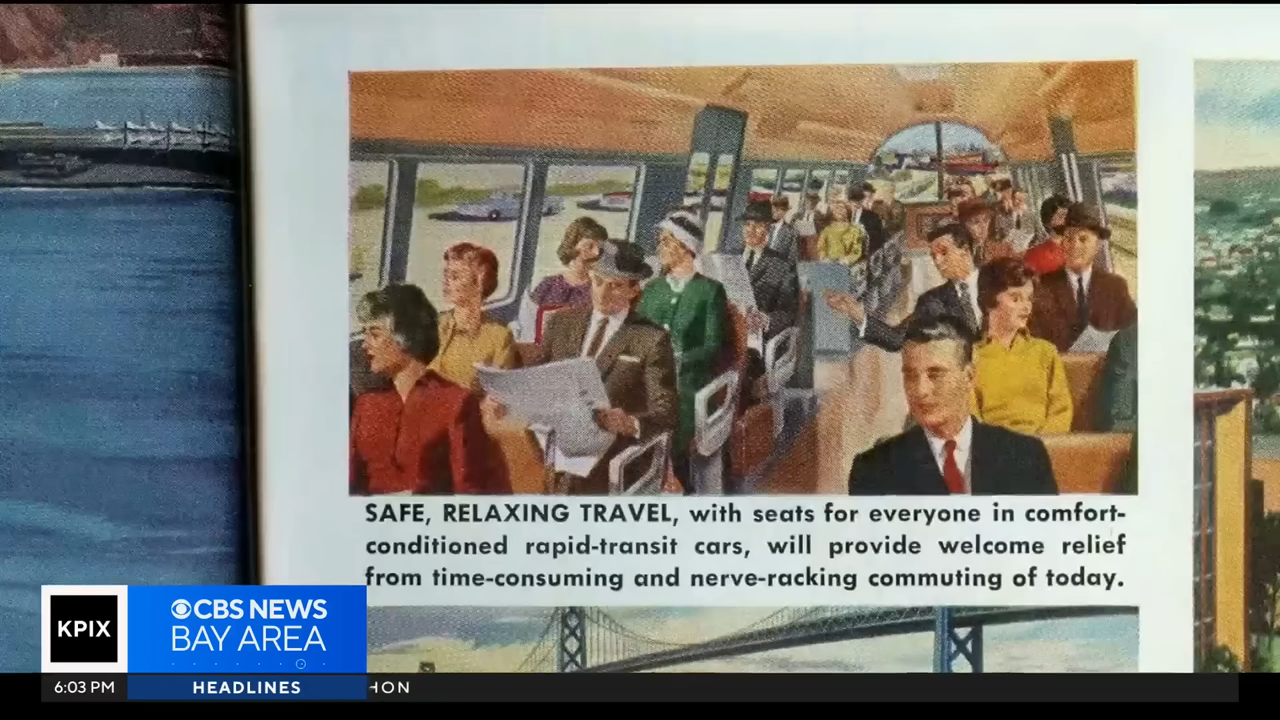 SAFE, RELAXING TRAVEL, with seats for everyone in comfort-
conditioned rapid-transit cars, will provide welcome relief
from time-consuming and nerve-racking commuting of today.
KPIX
CBS NEWS
BAY AREA
6:03 PM
HEADLINES
HON